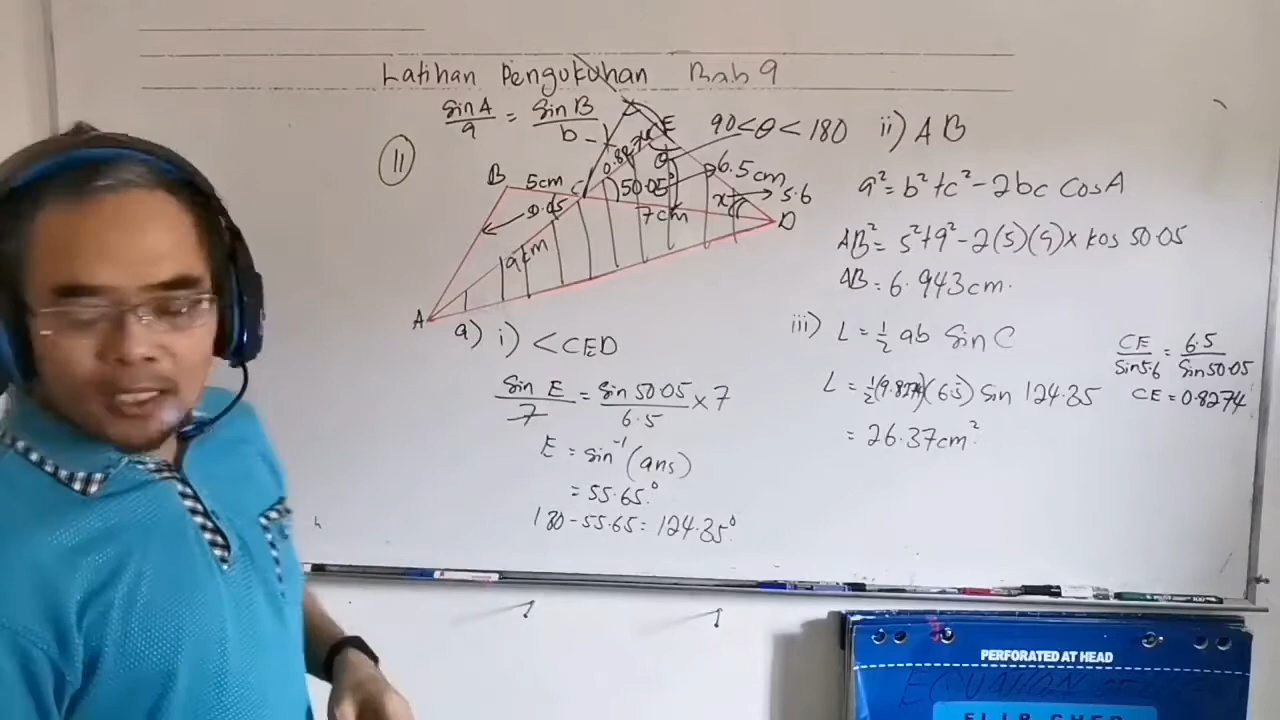 Latihan Pengukuhan Bab 9
sin A / a = sin B / b
11
90 < θ < 180
B 5cm C
0.8274
E
θ
6.5cm
50.05°
50.05
x
5.6
7cm
D
9cm
A
a) i) <CED
sin E / 7 = sin 50.05 / 6.5 × 7
E = sin⁻¹ (ans)
= 55.65°
180 - 55.65 = 124.35°
ii) AB
a² = b² + c² - 2bc cos A
AB² = 5² + 9² - 2(5)(9) × kos 50.05
AB = 6.943cm.
iii) L = ½ ab Sin C
L = ½(9.8274)(6.5) Sin 124.35
= 26.37cm²
CE / Sin 5.6 = 6.5 / Sin 50.05
CE = 0.8274
PERFORATED AT HEAD